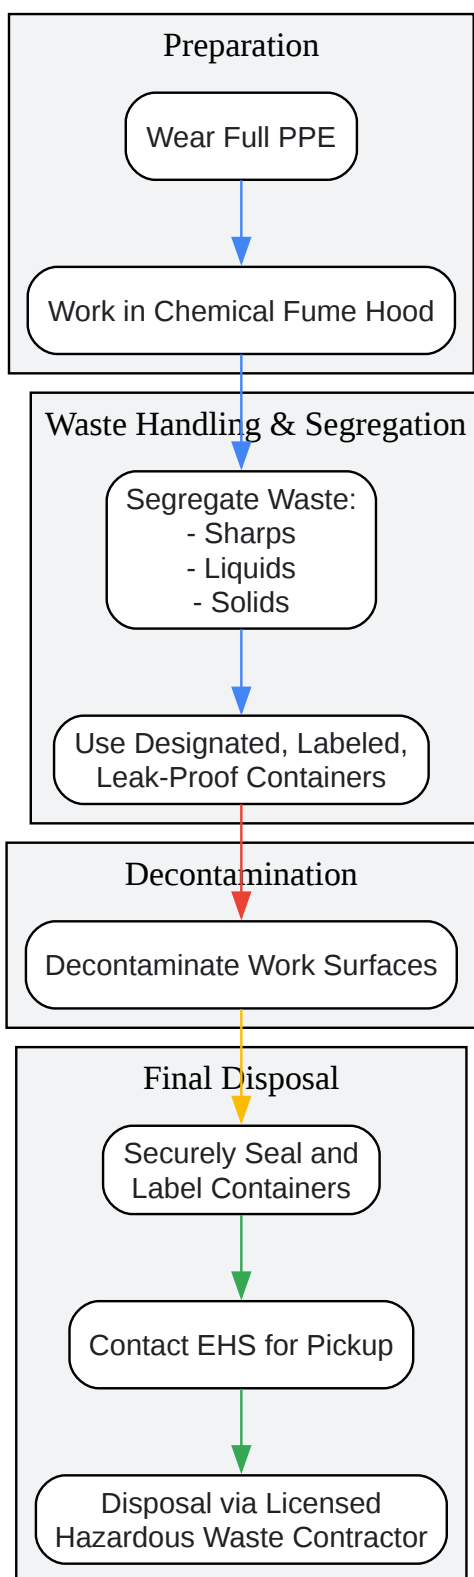 Preparation
Wear Full PPE
Work in Chemical Fume Hood
Waste Handling & Segregation
Segregate Waste:
- Sharps
- Liquids
- Solids
Use Designated, Labeled,
Leak-Proof Containers
Decontamination
Decontaminate Work Surfaces
Final Disposal
Securely Seal and
Label Containers
Contact EHS for Pickup
Disposal via Licensed
Hazardous Waste Contractor